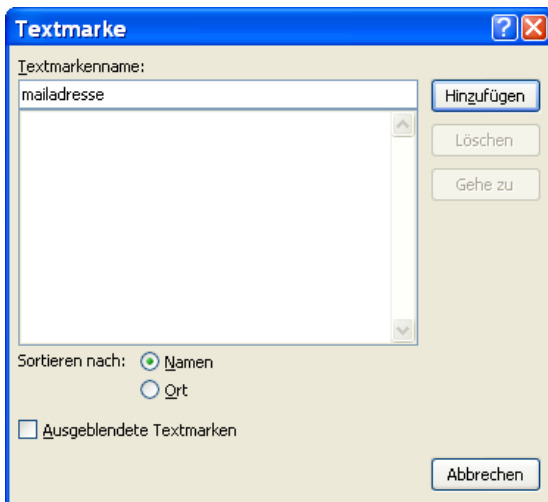 Textmarke
Textmarkenname:
mailadresse
Hinzufügen
Löschen
Gehe zu
Sortieren nach:
Namen
Ort
Ausgeblendete Textmarken
Abbrechen